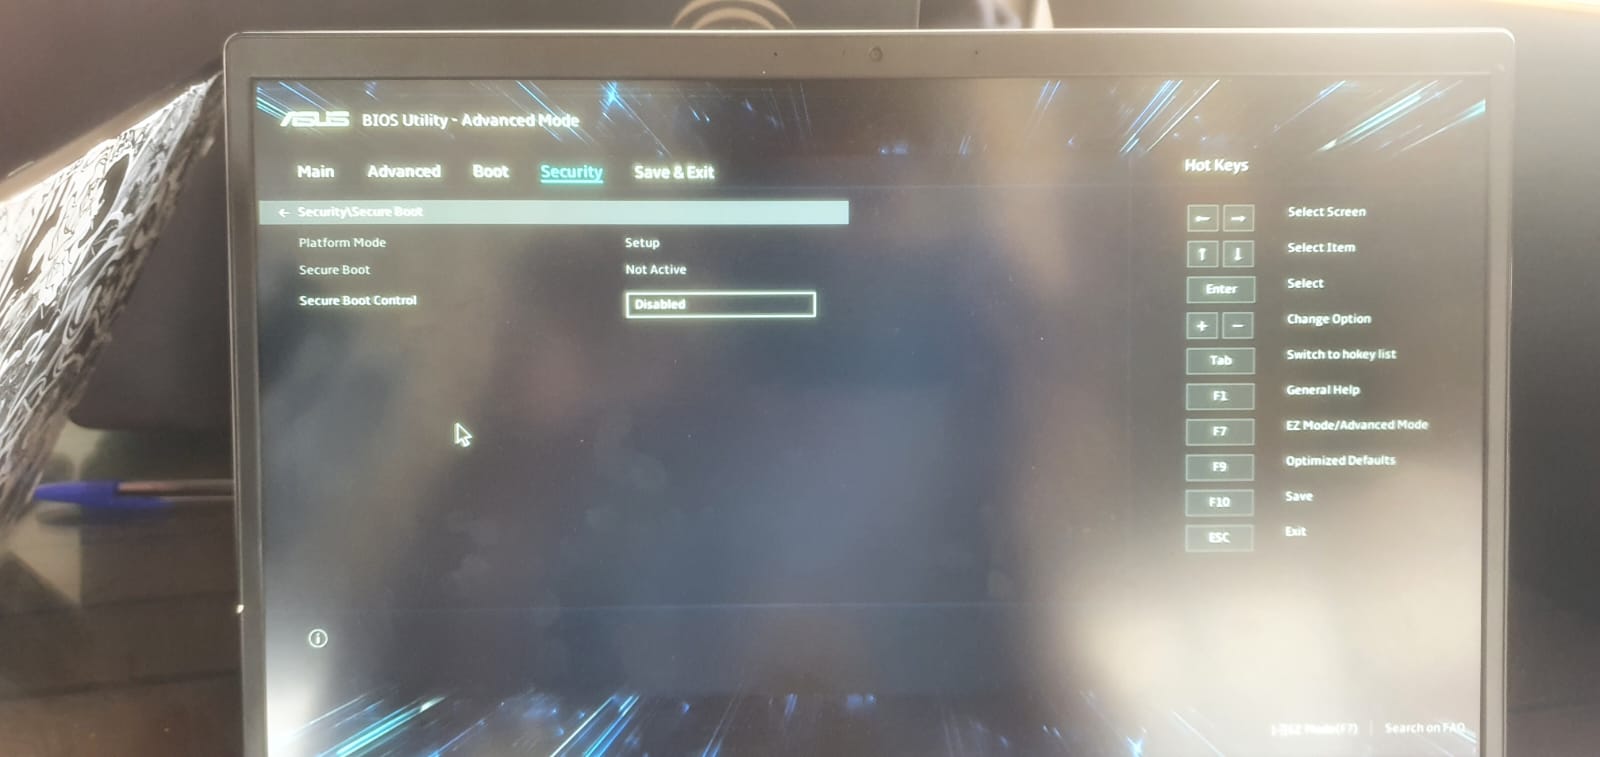 ASUS BIOS Utility - Advanced Mode
Main Advanced Boot Security Save & Exit
← Security\Secure Boot
Platform Mode Setup
Secure Boot Not Active
Secure Boot Control Disabled
Hot Keys
← → Select Screen
↑ ↓ Select Item
Enter Select
+ - Change Option
Tab Switch to hokey list
F1 General Help
F7 EZ Mode/Advanced Mode
F9 Optimized Defaults
F10 Save
ESC Exit
EZ Mode(F7) | Search on FAQ